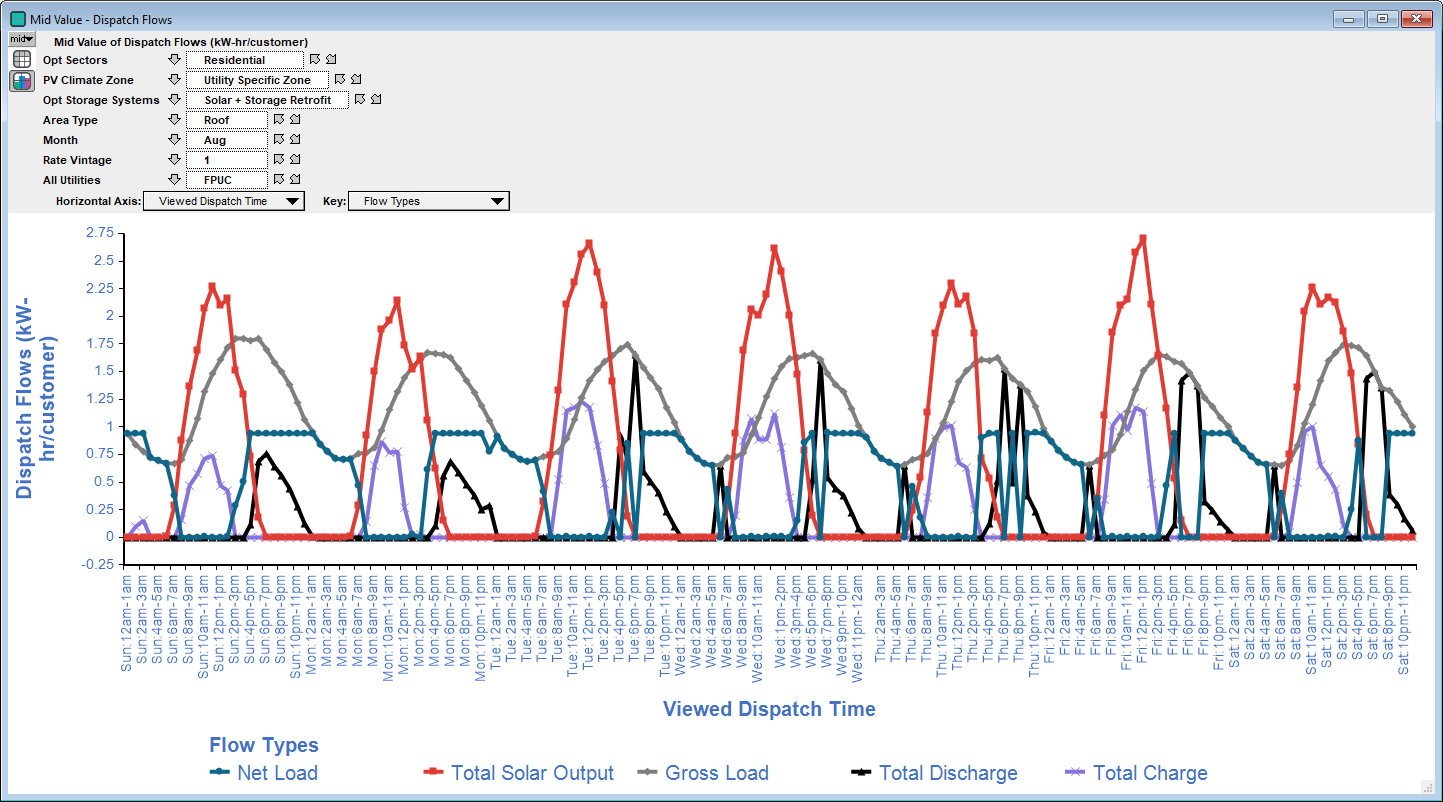 Mid Value - Dispatch Flows
mid
Mid Value of Dispatch Flows (kW-hr/customer)
Opt Sectors Residential
PV Climate Zone Utility Specific Zone
Opt Storage Systems Solar + Storage Retrofit
Area Type Roof
Month Aug
Rate Vintage 1
All Utilities FPUC
Horizontal Axis: Viewed Dispatch Time Key: Flow Types
Dispatch Flows (kW-
hr/customer)
2.75
2.5
2.25
2
1.75
1.5
1.25
1
0.75
0.5
0.25
0
-0.25
Sun:12am-1am
Sun:2am-3am
Sun:4am-5am
Sun:6am-7am
Sun:8am-9am
Sun:10am-11am
Sun:12pm-1pm
Sun:2pm-3pm
Sun:4pm-5pm
Sun:6pm-7pm
Sun:8pm-9pm
Sun:10pm-11pm
Mon:12am-1am
Mon:2am-3am
Mon:4am-5am
Mon:6am-7am
Mon:8am-9am
Mon:10am-11am
Mon:12pm-1pm
Mon:2pm-3pm
Mon:4pm-5pm
Mon:6pm-7pm
Mon:8pm-9pm
Mon:10pm-11pm
Tue:12am-1am
Tue:2am-3am
Tue:4am-5am
Tue:6am-7am
Tue:8am-9am
Tue:10am-11am
Tue:12pm-1pm
Tue:2pm-3pm
Tue:4pm-5pm
Tue:6pm-7pm
Tue:8pm-9pm
Tue:10pm-11pm
Wed:12am-1am
Wed:2am-3am
Wed:4am-5am
Wed:6am-7am
Wed:8am-9am
Wed:10am-11am
Wed:1pm-2pm
Wed:3pm-4pm
Wed:5pm-6pm
Wed:7pm-8pm
Wed:9pm-10pm
Wed:11pm-12am
Thu:2am-3am
Thu:4am-5am
Thu:6am-7am
Thu:8am-9am
Thu:10am-11am
Thu:12pm-1pm
Thu:2pm-3pm
Thu:4pm-5pm
Thu:6pm-7pm
Thu:8pm-9pm
Thu:10pm-11pm
Fri:12am-1am
Fri:2am-3am
Fri:4am-5am
Fri:6am-7am
Fri:8am-9am
Fri:10am-11am
Fri:12pm-1pm
Fri:2pm-3pm
Fri:4pm-5pm
Fri:6pm-7pm
Fri:8pm-9pm
Fri:10pm-11pm
Sat:12am-1am
Sat:2am-3am
Sat:4am-5am
Sat:6am-7am
Sat:8am-9am
Sat:10am-11am
Sat:12pm-1pm
Sat:2pm-3pm
Sat:4pm-5pm
Sat:6pm-7pm
Sat:8pm-9pm
Sat:10pm-11pm
Viewed Dispatch Time
Flow Types
Net Load Total Solar Output Gross Load Total Discharge Total Charge